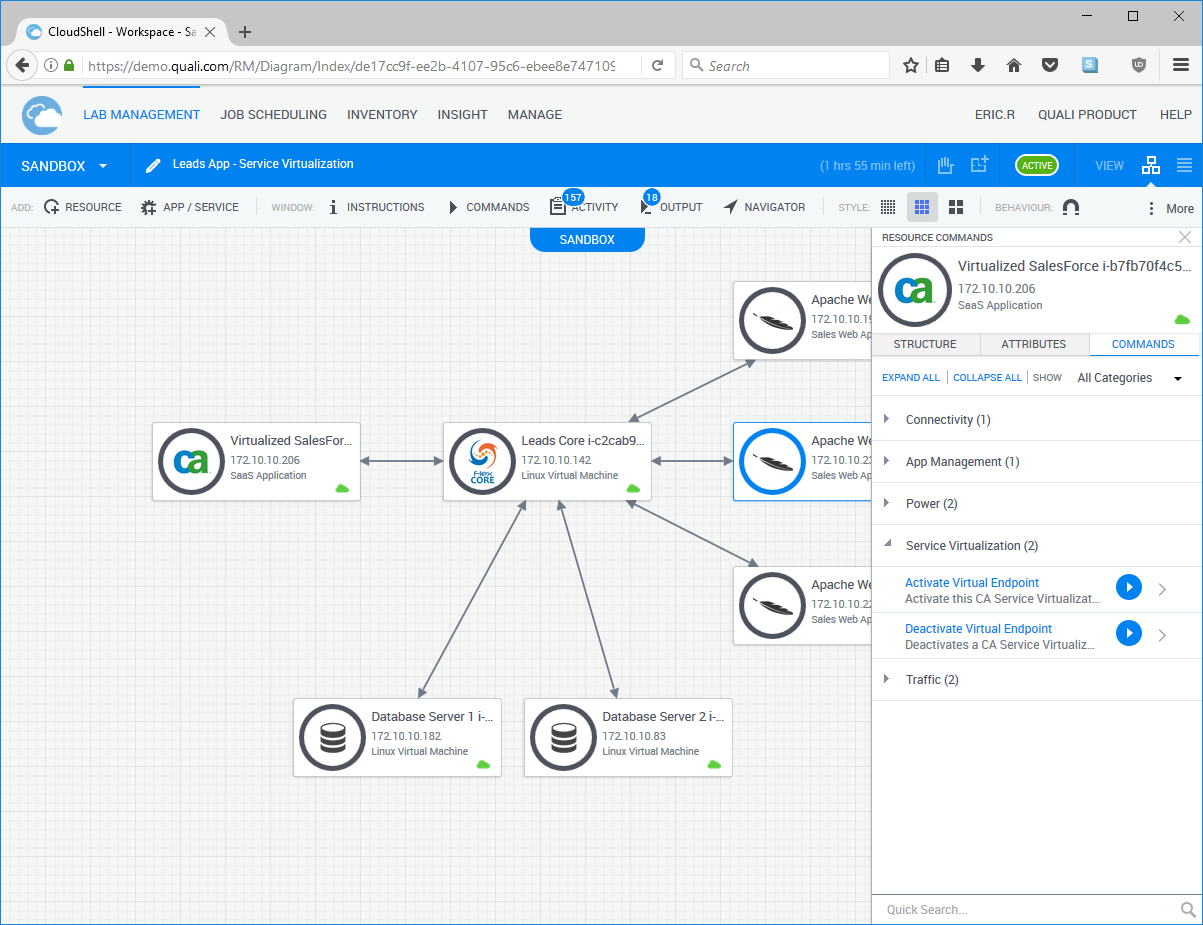 CloudShell - Workspace - Sa
https://demo.quali.com/RM/Diagram/Index/de17cc9f-ee2b-4107-95c6-ebee8e747109
Search
LAB MANAGEMENT JOB SCHEDULING INVENTORY INSIGHT MANAGE ERIC.R QUALI PRODUCT HELP
SANDBOX Leads App - Service Virtualization (1 hrs 55 min left) ACTIVE VIEW
ADD: RESOURCE APP / SERVICE WINDOW: INSTRUCTIONS COMMANDS 157 ACTIVITY 18 OUTPUT NAVIGATOR STYLE: BEHAVIOUR: More
SANDBOX
Apache We
172.10.10.19
Sales Web Ap
Virtualized SalesFor...
172.10.10.206
SaaS Application
ca
Leads Core i-c2cab9...
172.10.10.142
Linux Virtual Machine
Flex
CORE
Apache We
172.10.10.22
Sales Web Ap
Apache We
172.10.10.22
Sales Web Ap
Database Server 1 i-...
172.10.10.182
Linux Virtual Machine
Database Server 2 i-...
172.10.10.83
Linux Virtual Machine
RESOURCE COMMANDS
ca
Virtualized SalesForce i-b7fb70f4c5...
172.10.10.206
SaaS Application
STRUCTURE ATTRIBUTES COMMANDS
EXPAND ALL COLLAPSE ALL SHOW All Categories
Connectivity (1)
App Management (1)
Power (2)
Service Virtualization (2)
Activate Virtual Endpoint
Activate this CA Service Virtualizat...
Deactivate Virtual Endpoint
Deactivates a CA Service Virtualiz...
Traffic (2)
Quick Search...